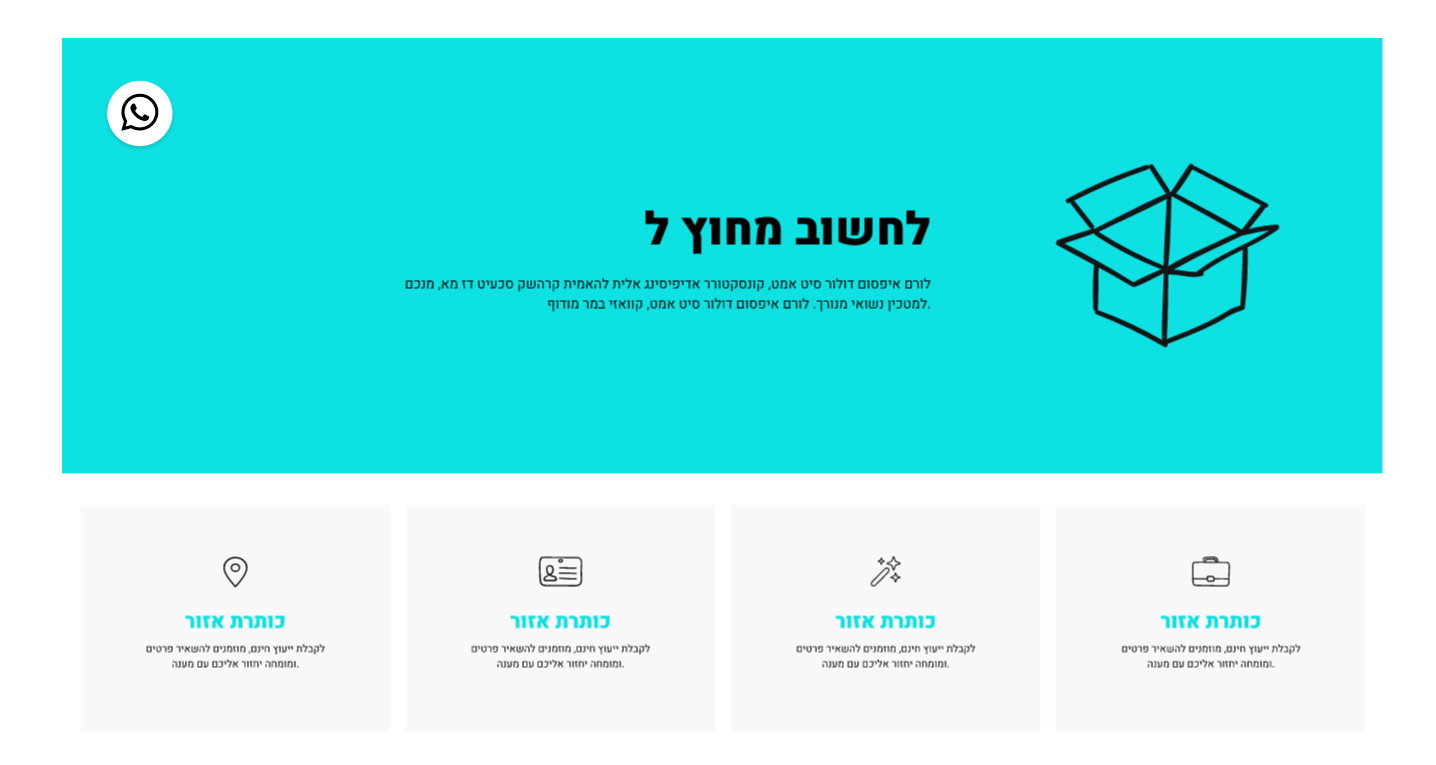 לחשוב מחוץ ל
לורם איפסום דולור סיט אמט, קונסקטורר אדיפיסינג אלית להאמית קרהשק סכעיט דז מא, מנכם
למטכין נשואי מנורך. לורם איפסום דולור סיט אמט, קוואזי במר מודוף.
כותרת אזור
לקבלת ייעוץ חינם, מוזמנים להשאיר פרטים
ומומחה יחזור אליכם עם מענה.
כותרת אזור
לקבלת ייעוץ חינם, מוזמנים להשאיר פרטים
ומומחה יחזור אליכם עם מענה.
כותרת אזור
לקבלת ייעוץ חינם, מוזמנים להשאיר פרטים
ומומחה יחזור אליכם עם מענה.
כותרת אזור
לקבלת ייעוץ חינם, מוזמנים להשאיר פרטים
ומומחה יחזור אליכם עם מענה.